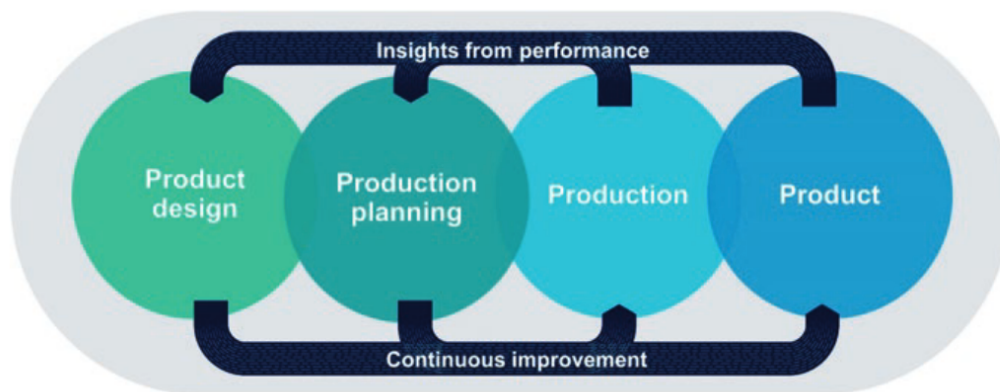 Insights from performance
Product
design
Production
planning
Production
Product
Continuous improvement